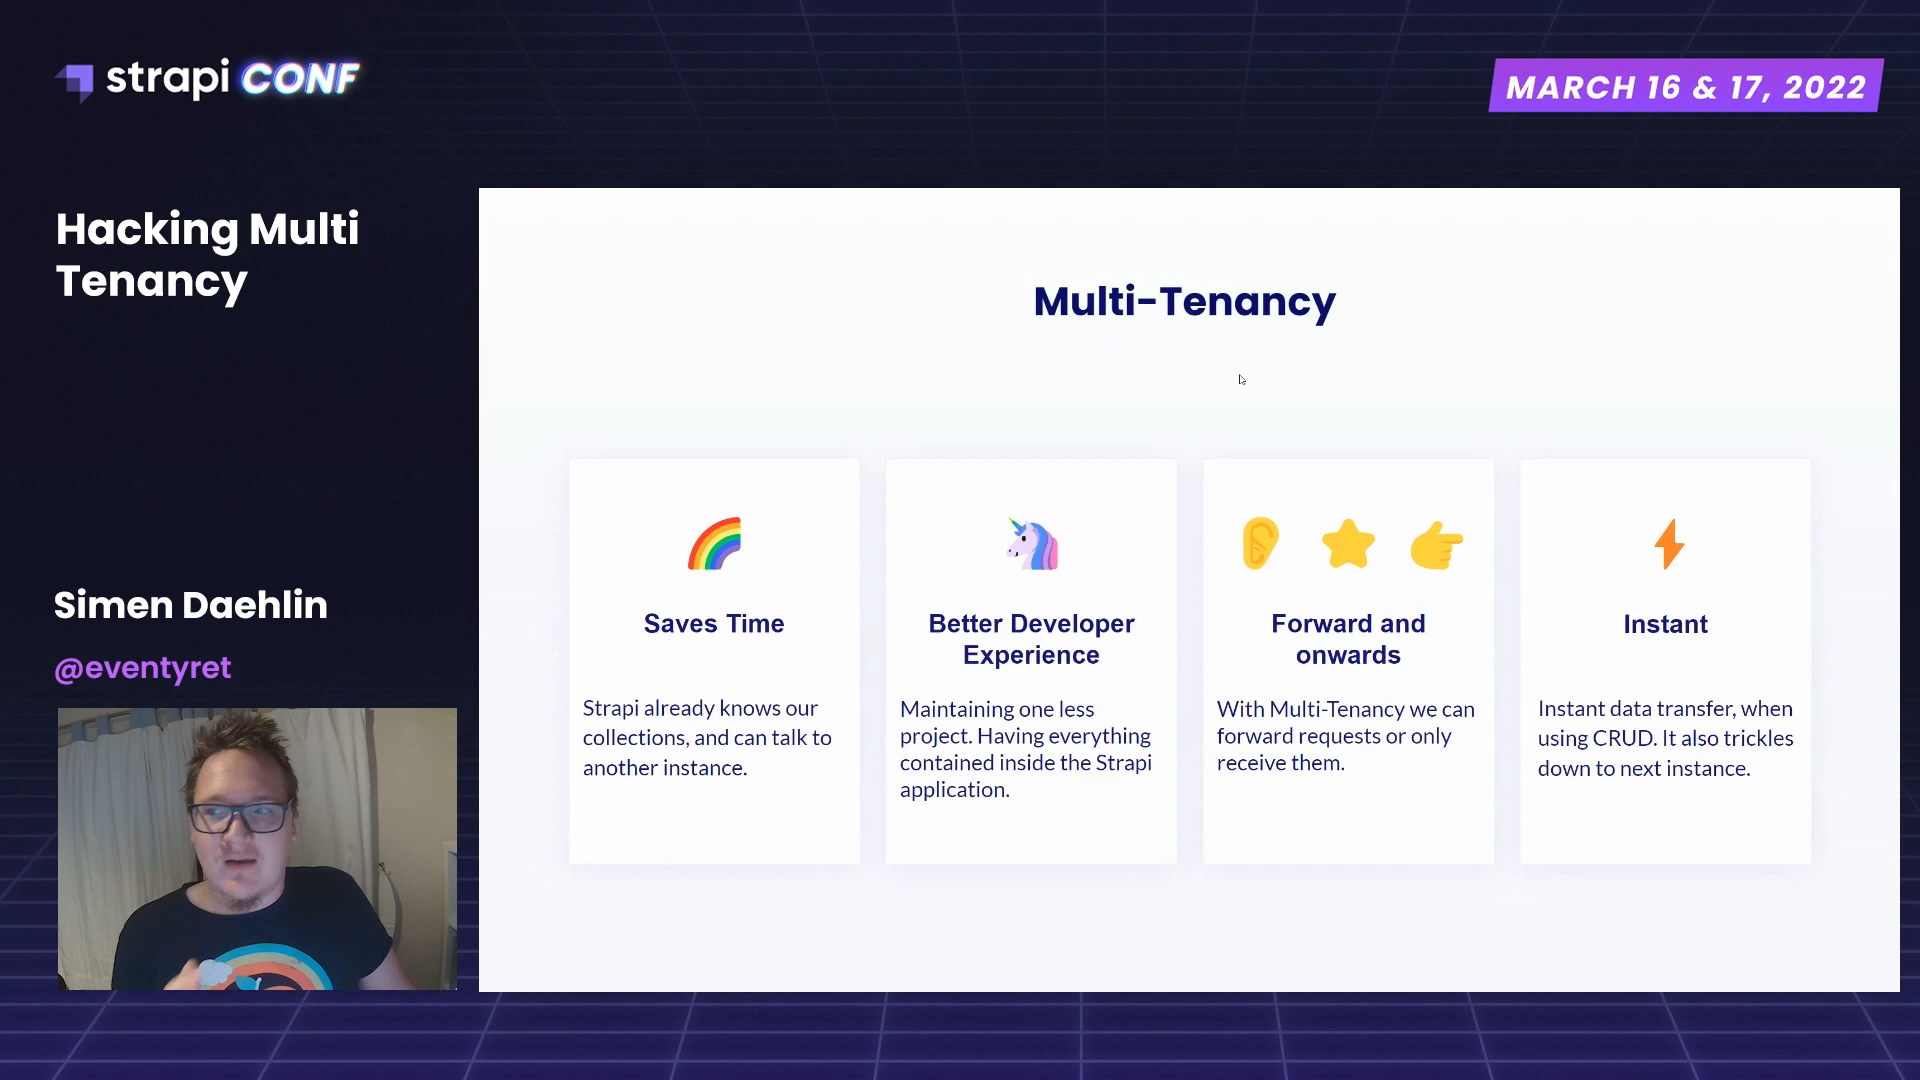 strapi CONF
MARCH 16 & 17, 2022
Hacking Multi
Tenancy
Simen Daehlin
@eventyret
Multi-Tenancy
Saves Time
Strapi already knows our
collections, and can talk to
another instance.
Better Developer
Experience
Maintaining one less
project. Having everything
contained inside the Strapi
application.
Forward and
onwards
With Multi-Tenancy we can
forward requests or only
receive them.
Instant
Instant data transfer, when
using CRUD. It also trickles
down to next instance.